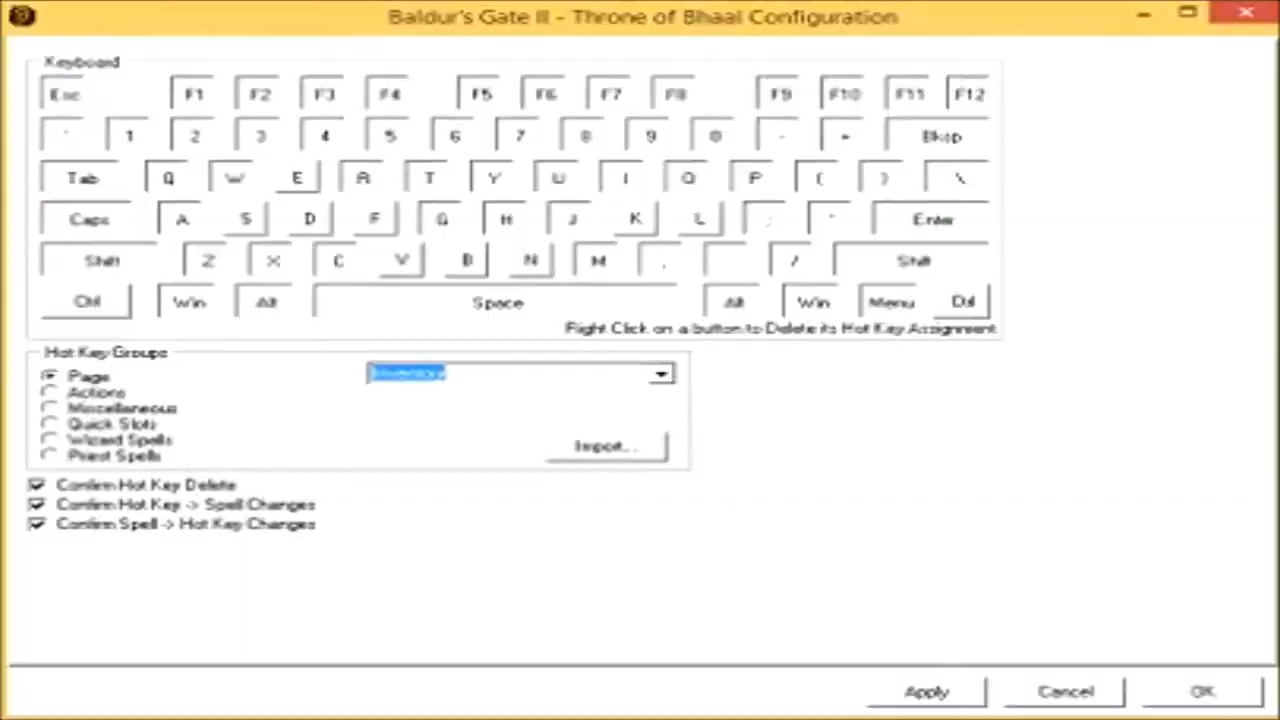 Baldur's Gate II - Throne of Bhaal Configuration
Keyboard
Esc F1 F2 F3 F4 F5 F6 F7 F8 F9 F10 F11 F12
` 1 2 3 4 5 6 7 8 9 0 - + Bksp
Tab Q W E R T Y U I O P ( ) \
Caps A S D F G H J K L ; ' Enter
Shift Z X C V B N M , / Shift
Ctrl Win Alt Space Alt Win Menu Ctrl
Right Click on a button to Delete its Hot Key Assignment
Hot Key Groups
Page Inventory
Actions
Miscellaneous
Quick Slots
Wizard Spells
Priest Spells
Import...
Confirm Hot Key Delete
Confirm Hot Key -> Spell Changes
Confirm Spell -> Hot Key Changes
Apply Cancel OK